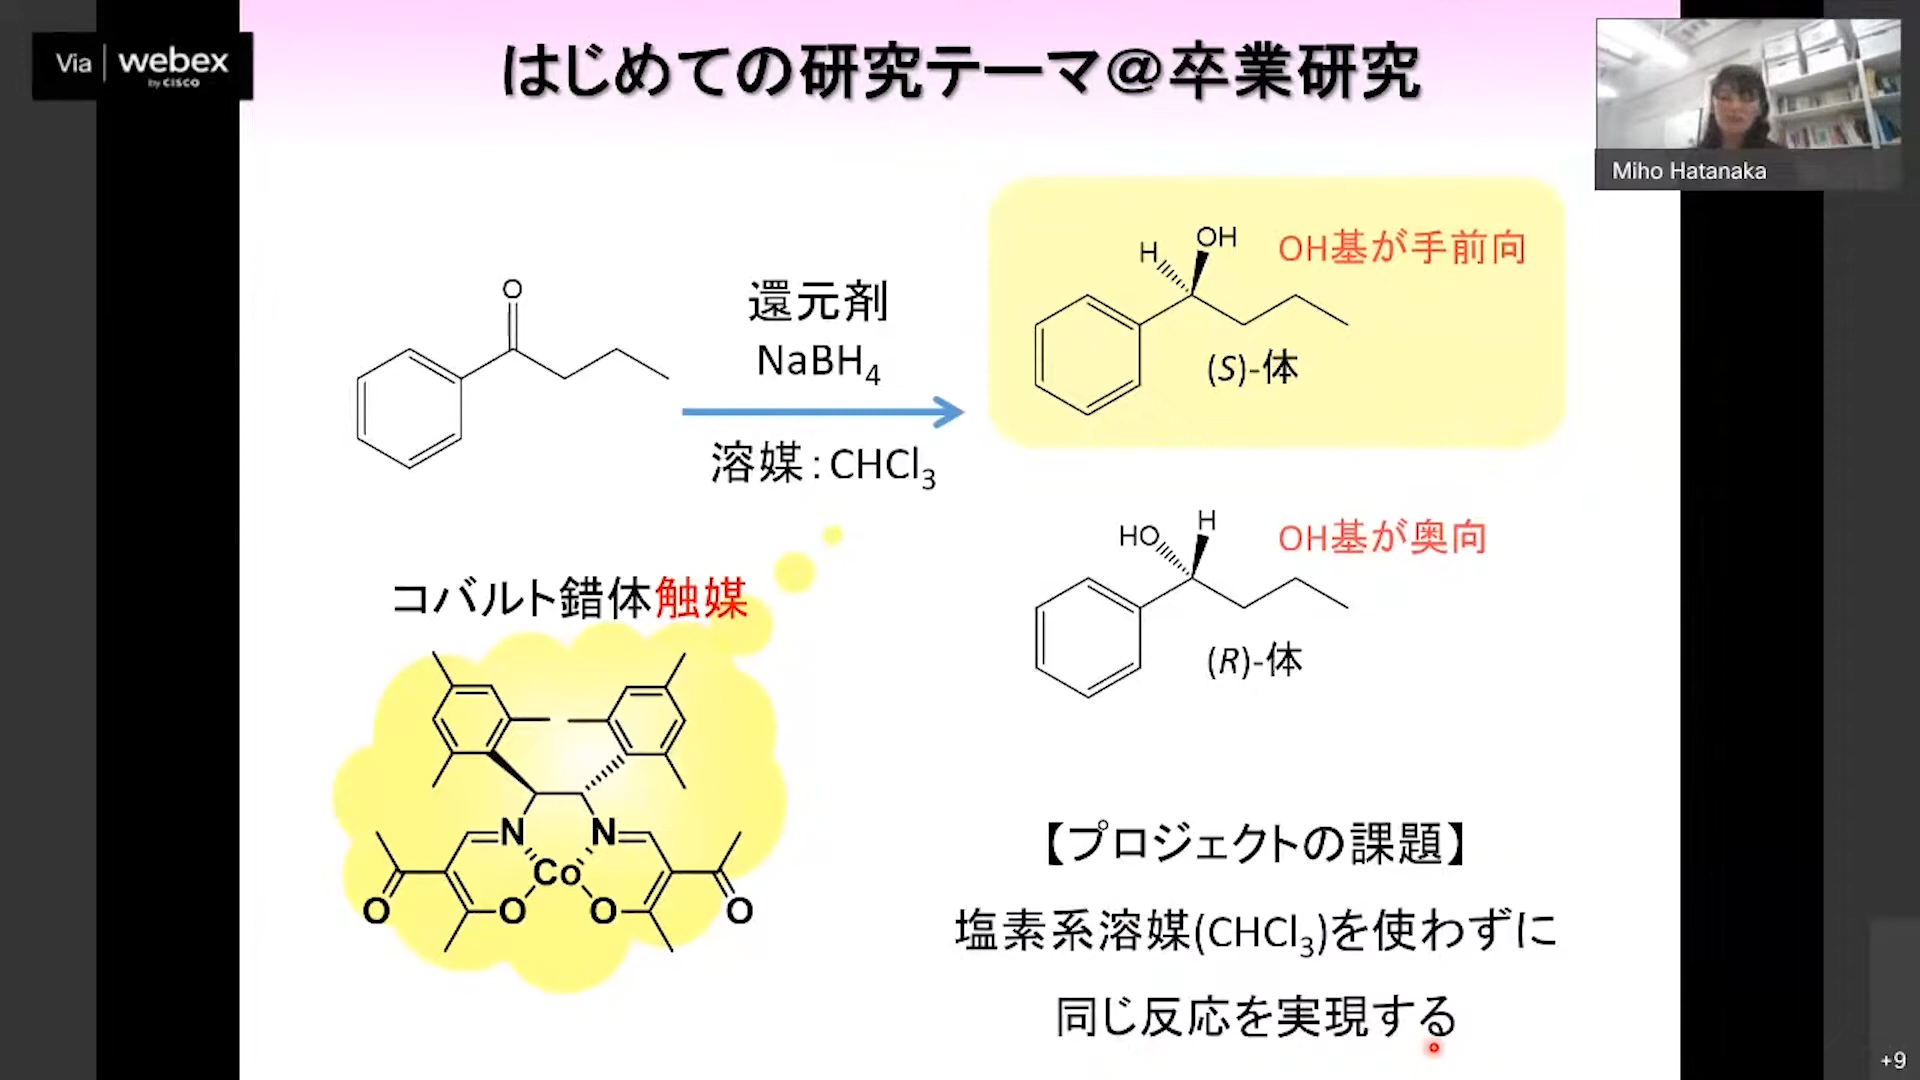 Via webex
by CISCO
はじめての研究テーマ@卒業研究
Miho Hatanaka
O
還元剤
NaBH4
溶媒:CHCl3
H OH
OH基が手前向
(S)-体
HO H
OH基が奥向
(R)-体
コバルト錯体触媒
N N
Co
O O O O
【プロジェクトの課題】
塩素系溶媒(CHCl3)を使わずに
同じ反応を実現する
+9